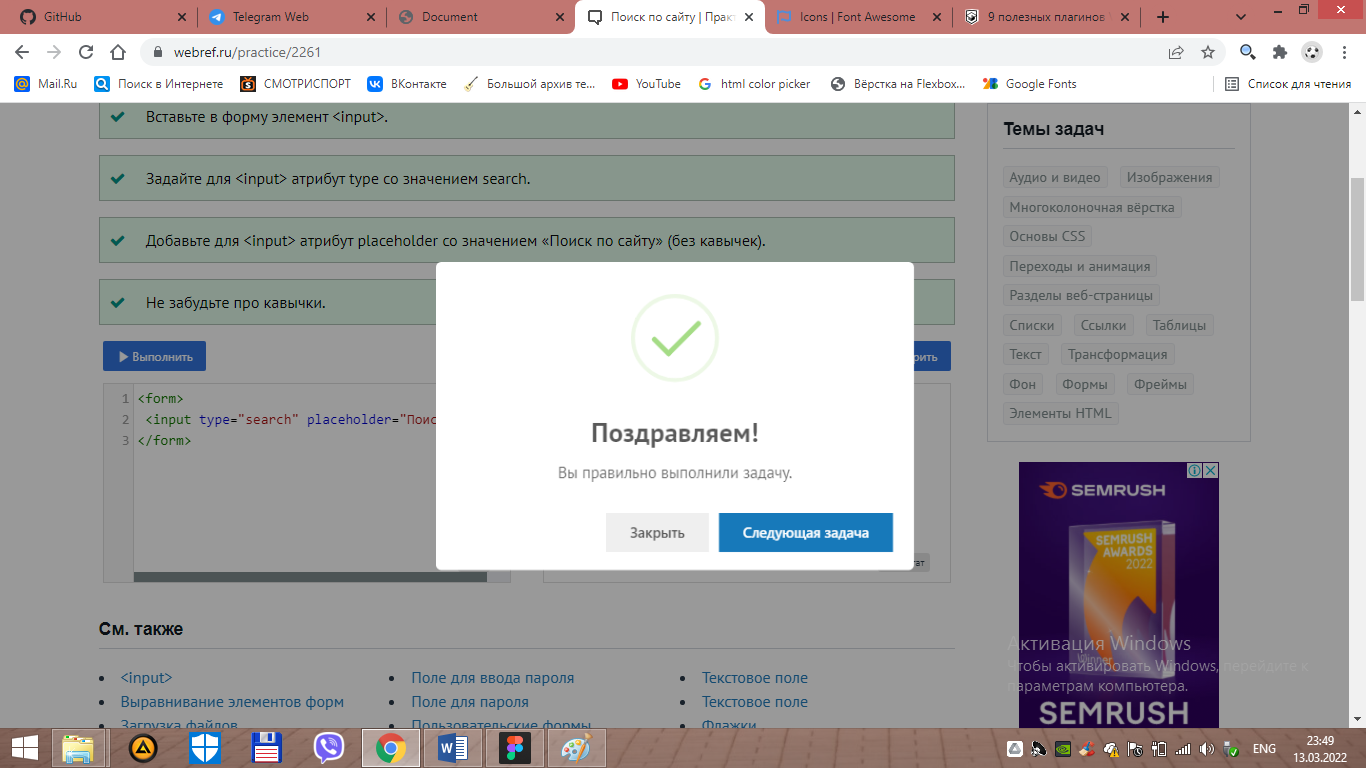 GitHub
Telegram Web
Document
Поиск по сайту | Прак
Icons | Font Awesome
9 полезных плагинов
webref.ru/practice/2261
Mail.Ru
Поиск в Интернете
СМОТРИСПОРТ
ВКонтакте
Большой архив те...
YouTube
html color picker
Вёрстка на Flexbox...
Google Fonts
Список для чтения
Вставьте в форму элемент <input>.
Задайте для <input> атрибут type со значением search.
Добавьте для <input> атрибут placeholder со значением «Поиск по сайту» (без кавычек).
Не забудьте про кавычки.
Выполнить
рить
1 <form>
2 <input type="search" placeholder="Поис
3 </form>
Поздравляем!
Вы правильно выполнили задачу.
Закрыть
Следующая задача
тат
См. также
<input>
Выравнивание элементов форм
Загрузка файлов
Поле для ввода пароля
Поле для пароля
Пользовательские формы
Текстовое поле
Текстовое поле
Флажки
Темы задач
Аудио и видео
Изображения
Многоколоночная вёрстка
Основы CSS
Переходы и анимация
Разделы веб-страницы
Списки
Ссылки
Таблицы
Текст
Трансформация
Фон
Формы
Фреймы
Элементы HTML
SEMRUSH
SEMRUSH
AWARDS
2022
Winner
Активация Windows
Чтобы активировать Windows, перейдите к
параметрам компьютера.
SEMRUSH
ENG
23:49
13.03.2022